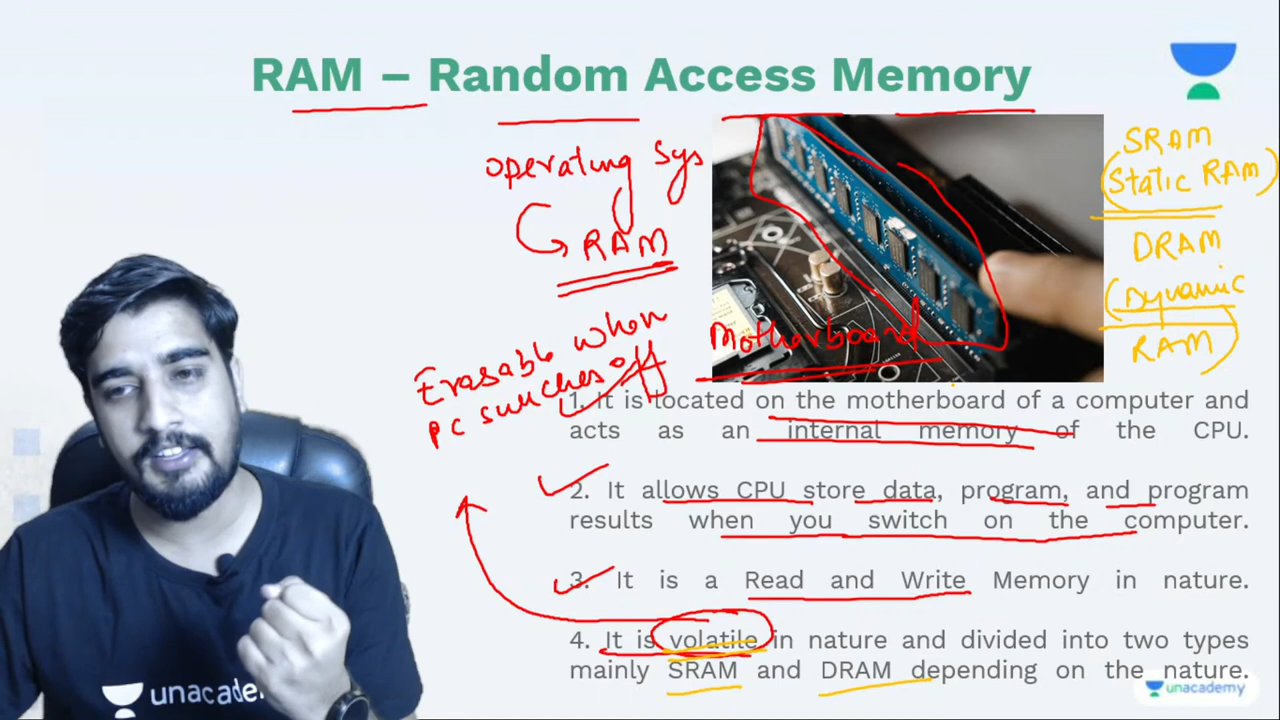 RAM – Random Access Memory
Operating Sys
RAM
SRAM
(Static RAM)
DRAM
(Dynamic
RAM)
Motherboard
Erasable when
PC switches off
1. It is located on the motherboard of a computer and
acts as an internal memory of the CPU.
2. It allows CPU store data, program, and program
results when you switch on the computer.
3. It is a Read and Write Memory in nature.
4. It is volatile in nature and divided into two types
mainly SRAM and DRAM depending on the nature.
unacademy
unacademy